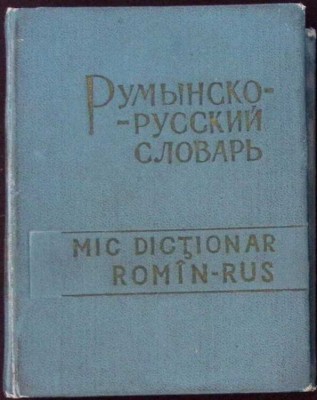 Румынско-
-русский
словарь
MIC DICŢIONAR
ROMÎN-RUS